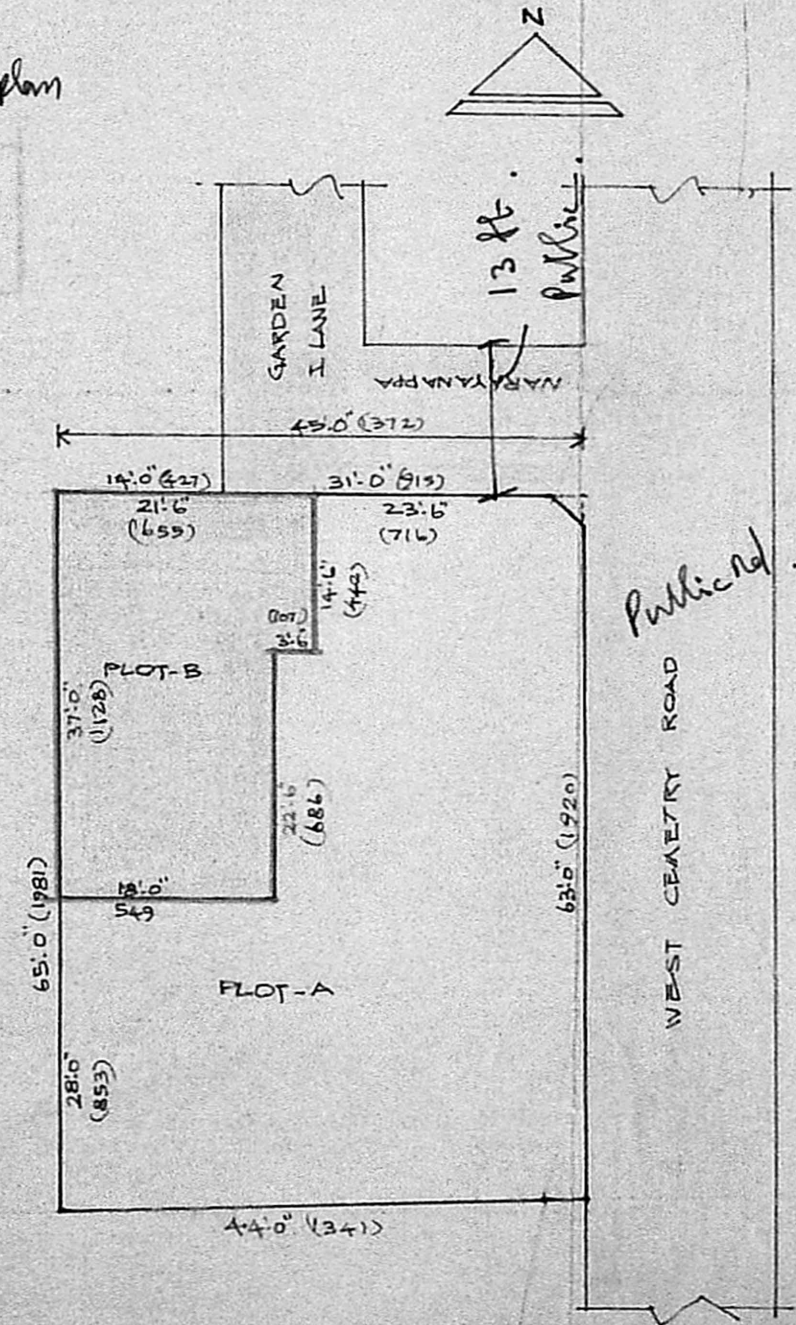 plan
N
13 ft.
Public
GARDEN
I LANE
NARAYANAPPA
45'.0" (372)
14'.0" (427)
31'-0" (915)
21'.6"
(655)
23'.6"
(716)
14'.6"
(442)
3'.6"
PLOT-B
37'.0"
(1128)
22'.6"
(686)
18'.0"
549
Public rd.
WEST CEMETRY ROAD
63'.0" (1920)
65'.0" (1981)
PLOT-A
28'.0"
(853)
44'.0" (341)